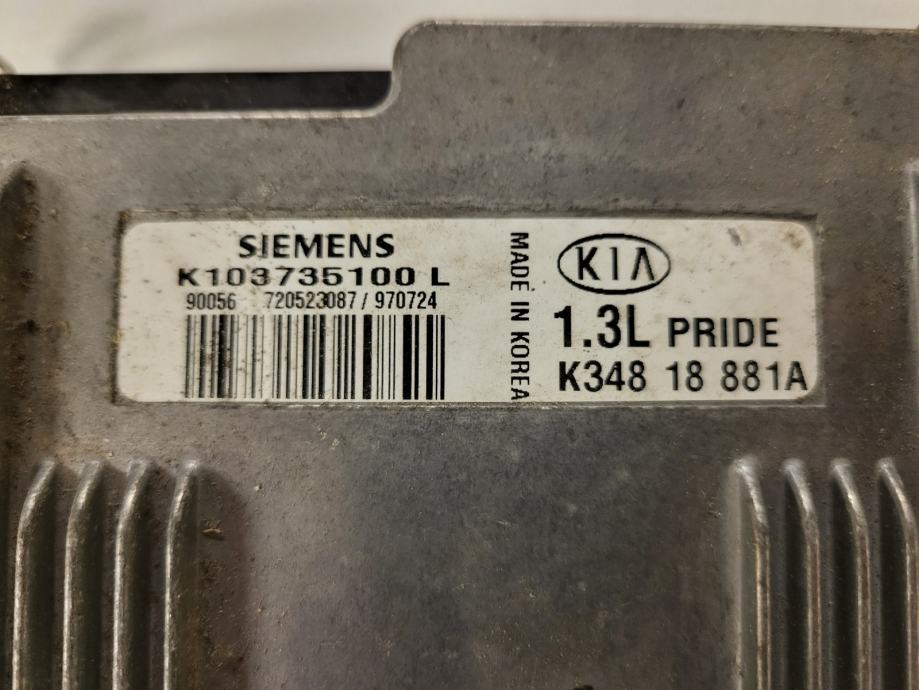 SIEMENS
K103735100 L
90056 720523087 / 970724
MADE IN KOREA
KIA
1.3L PRIDE
K348 18 881A